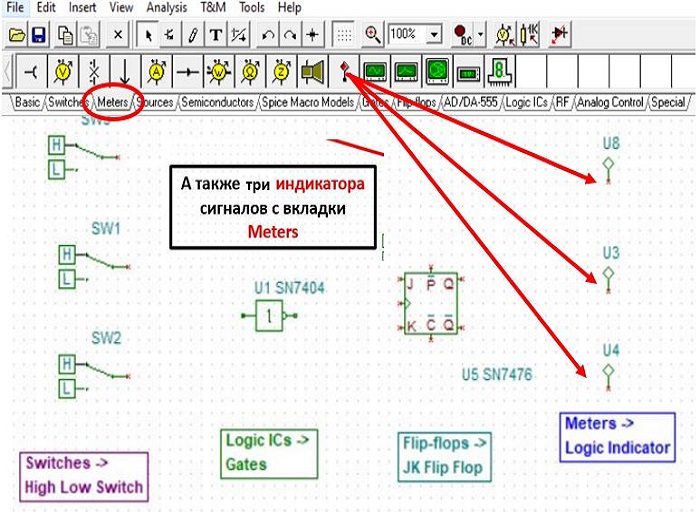 File Edit Insert View Analysis T&M Tools Help
100%
DC
1K
V A W Ω Z
Basic Switches Meters Sources Semiconductors Spice Macro Models Gates Flip-flops AD/DA-555 Logic ICs RF Analog Control Special
H
L
U8
А также три индикатора
сигналов с вкладки
Meters
SW1
H
L
U3
U1 SN7404
1
J P Q
K C Q
SW2
H
L
U4
U5 SN7476
Meters ->
Logic Indicator
Logic ICs ->
Gates
Flip-flops ->
JK Flip Flop
Switches ->
High Low Switch